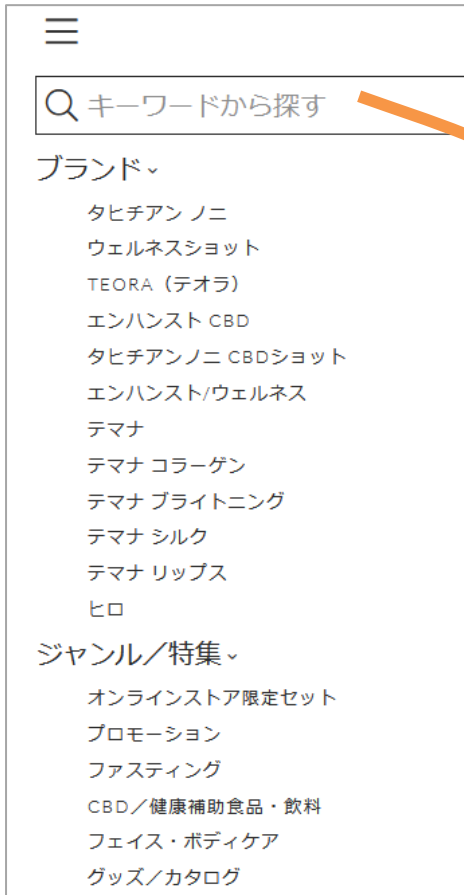 キーワードから探す
ブランド
タヒチアン ノニ
ウェルネスショット
TEORA（テオラ）
エンハンスト CBD
タヒチアンノニ CBDショット
エンハンスト/ウェルネス
テマナ
テマナ コラーゲン
テマナ ブライトニング
テマナ シルク
テマナ リップス
ヒロ
ジャンル／特集
オンラインストア限定セット
プロモーション
ファスティング
CBD／健康補助食品・飲料
フェイス・ボディケア
グッズ／カタログ